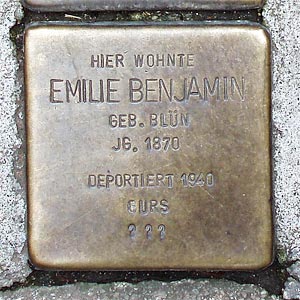 HIER WOHNTE
EMILIE BENJAMIN
GEB. BLÜN
JG. 1870
DEPORTIERT 1940
GURS
? ? ?